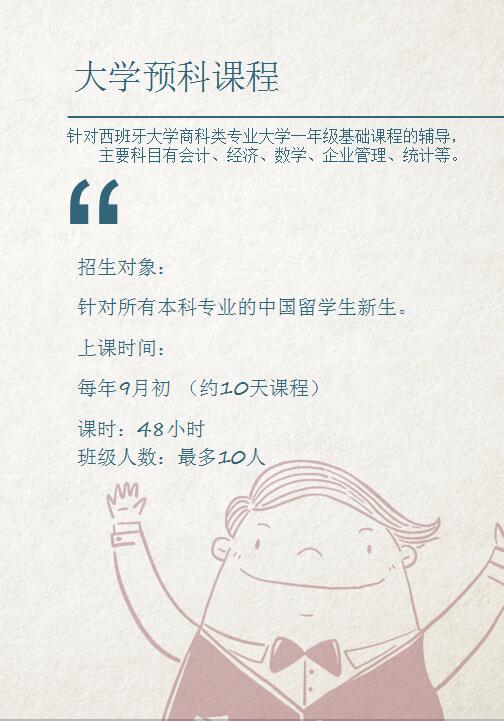 大学预科课程
针对西班牙大学商科类专业大学一年级基础课程的辅导，
主要科目有会计、经济、数学、企业管理、统计等。
“
招生对象：
针对所有本科专业的中国留学生新生。
上课时间：
每年9月初 （约10天课程）
课时：48小时
班级人数：最多10人